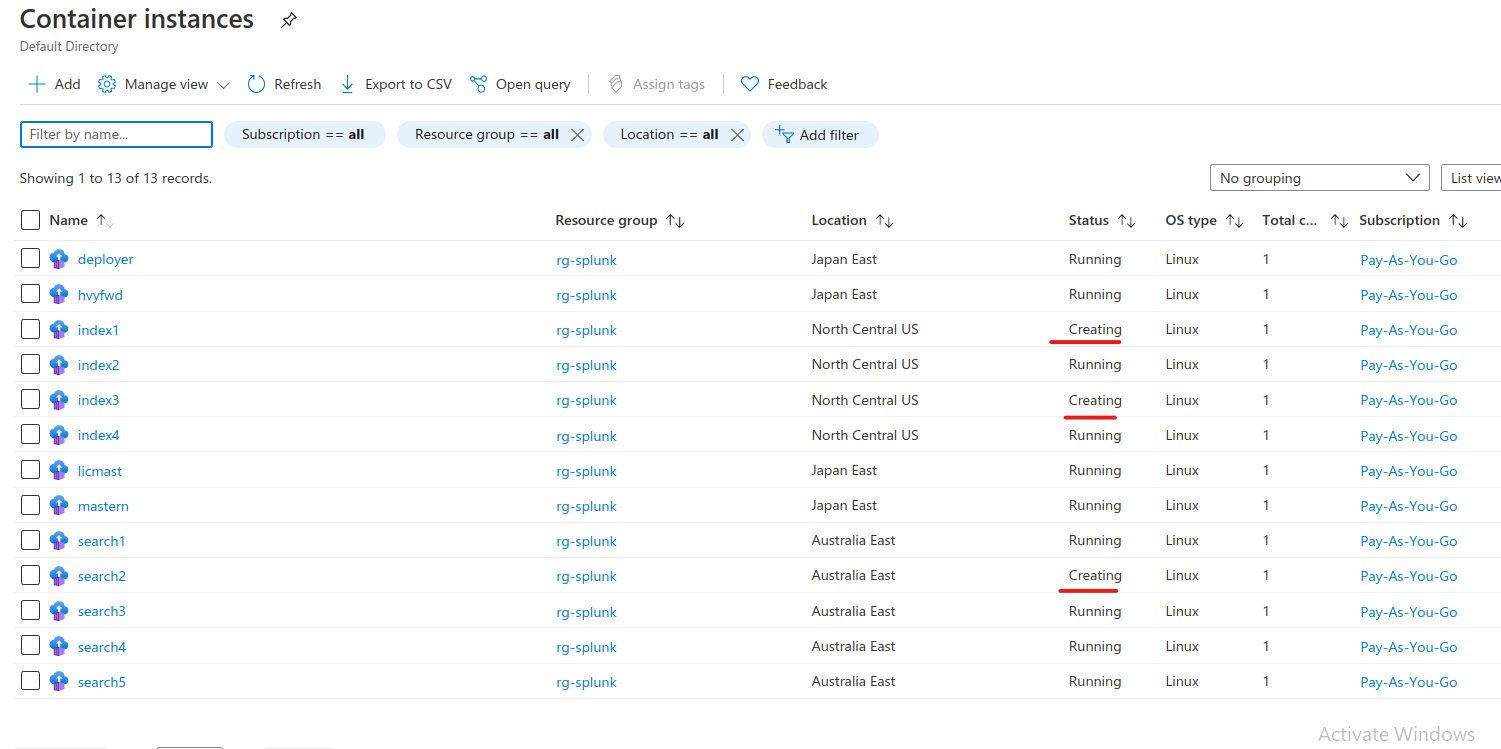 Container instances
Default Directory
Add Manage view Refresh Export to CSV Open query Assign tags Feedback
Filter by name... Subscription == all Resource group == all Location == all Add filter
Showing 1 to 13 of 13 records. No grouping List view
Name Resource group Location Status OS type Total c... Subscription
deployer rg-splunk Japan East Running Linux 1 Pay-As-You-Go
hvyfwd rg-splunk Japan East Running Linux 1 Pay-As-You-Go
index1 rg-splunk North Central US Creating Linux 1 Pay-As-You-Go
index2 rg-splunk North Central US Running Linux 1 Pay-As-You-Go
index3 rg-splunk North Central US Creating Linux 1 Pay-As-You-Go
index4 rg-splunk North Central US Running Linux 1 Pay-As-You-Go
licmast rg-splunk Japan East Running Linux 1 Pay-As-You-Go
mastern rg-splunk Japan East Running Linux 1 Pay-As-You-Go
search1 rg-splunk Australia East Running Linux 1 Pay-As-You-Go
search2 rg-splunk Australia East Creating Linux 1 Pay-As-You-Go
search3 rg-splunk Australia East Running Linux 1 Pay-As-You-Go
search4 rg-splunk Australia East Running Linux 1 Pay-As-You-Go
search5 rg-splunk Australia East Running Linux 1 Pay-As-You-Go
Activate Windows